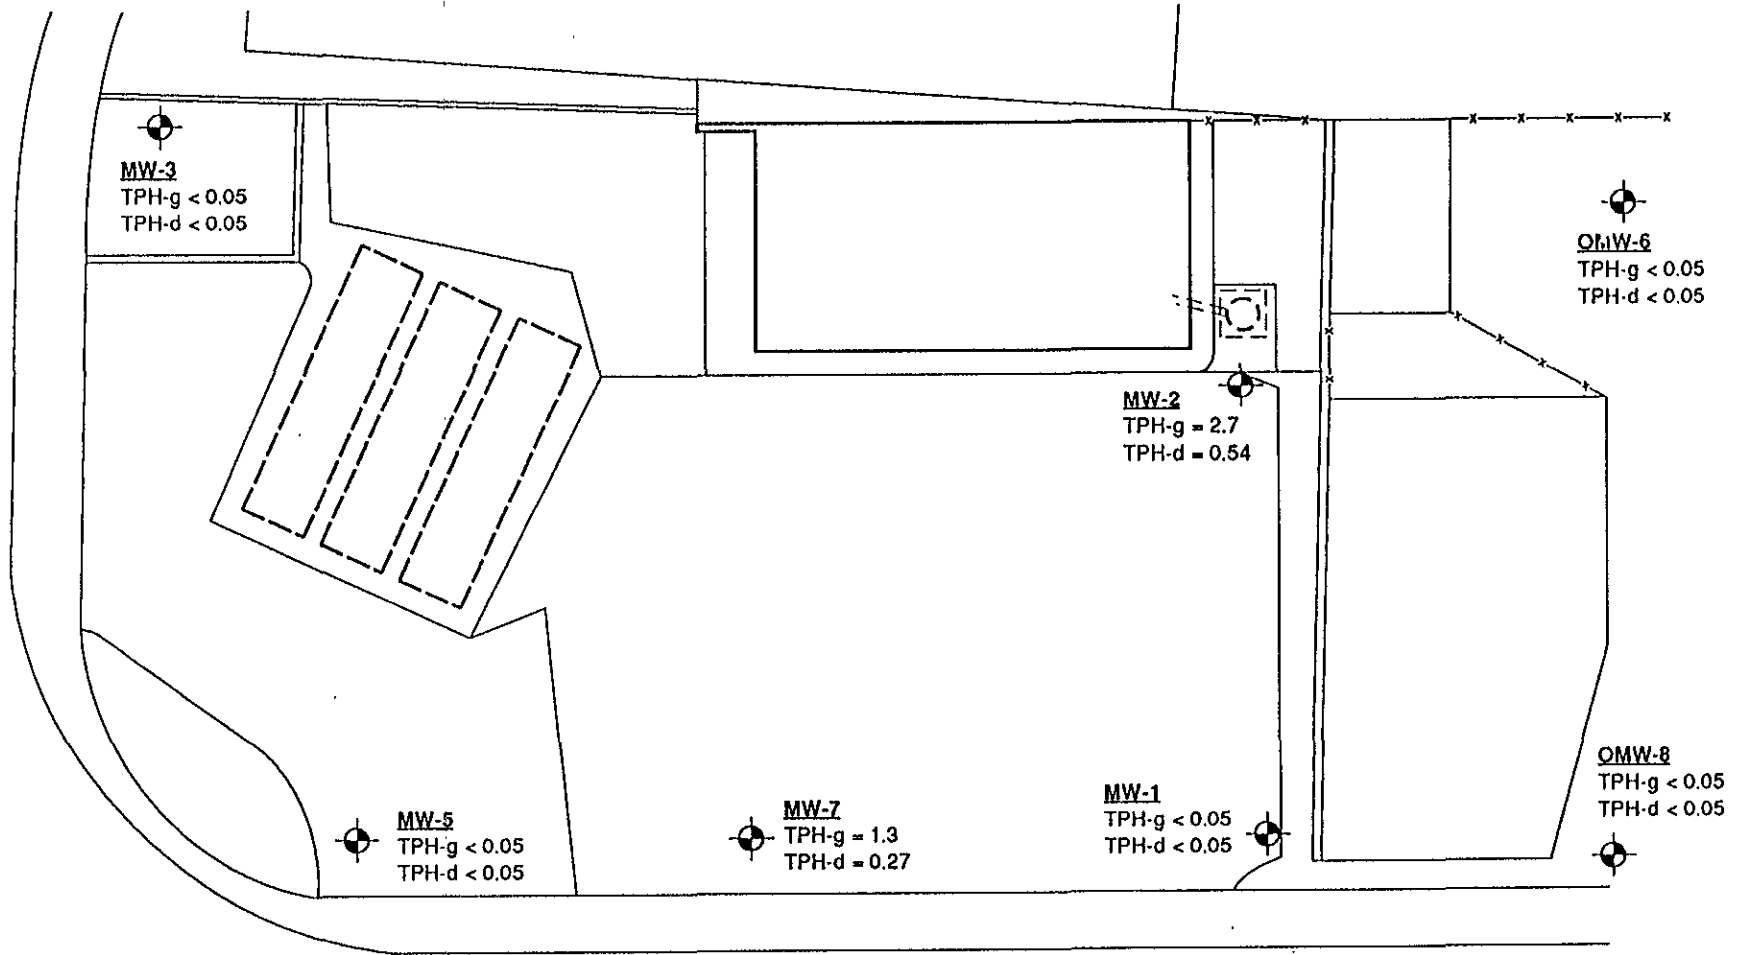 MW-3
TPH-g < 0.05
TPH-d < 0.05
OMW-6
TPH-g < 0.05
TPH-d < 0.05
MW-2
TPH-g = 2.7
TPH-d = 0.54
OMW-8
TPH-g < 0.05
TPH-d < 0.05
MW-5
TPH-g < 0.05
TPH-d < 0.05
MW-7
TPH-g = 1.3
TPH-d = 0.27
MW-1
TPH-g < 0.05
TPH-d < 0.05